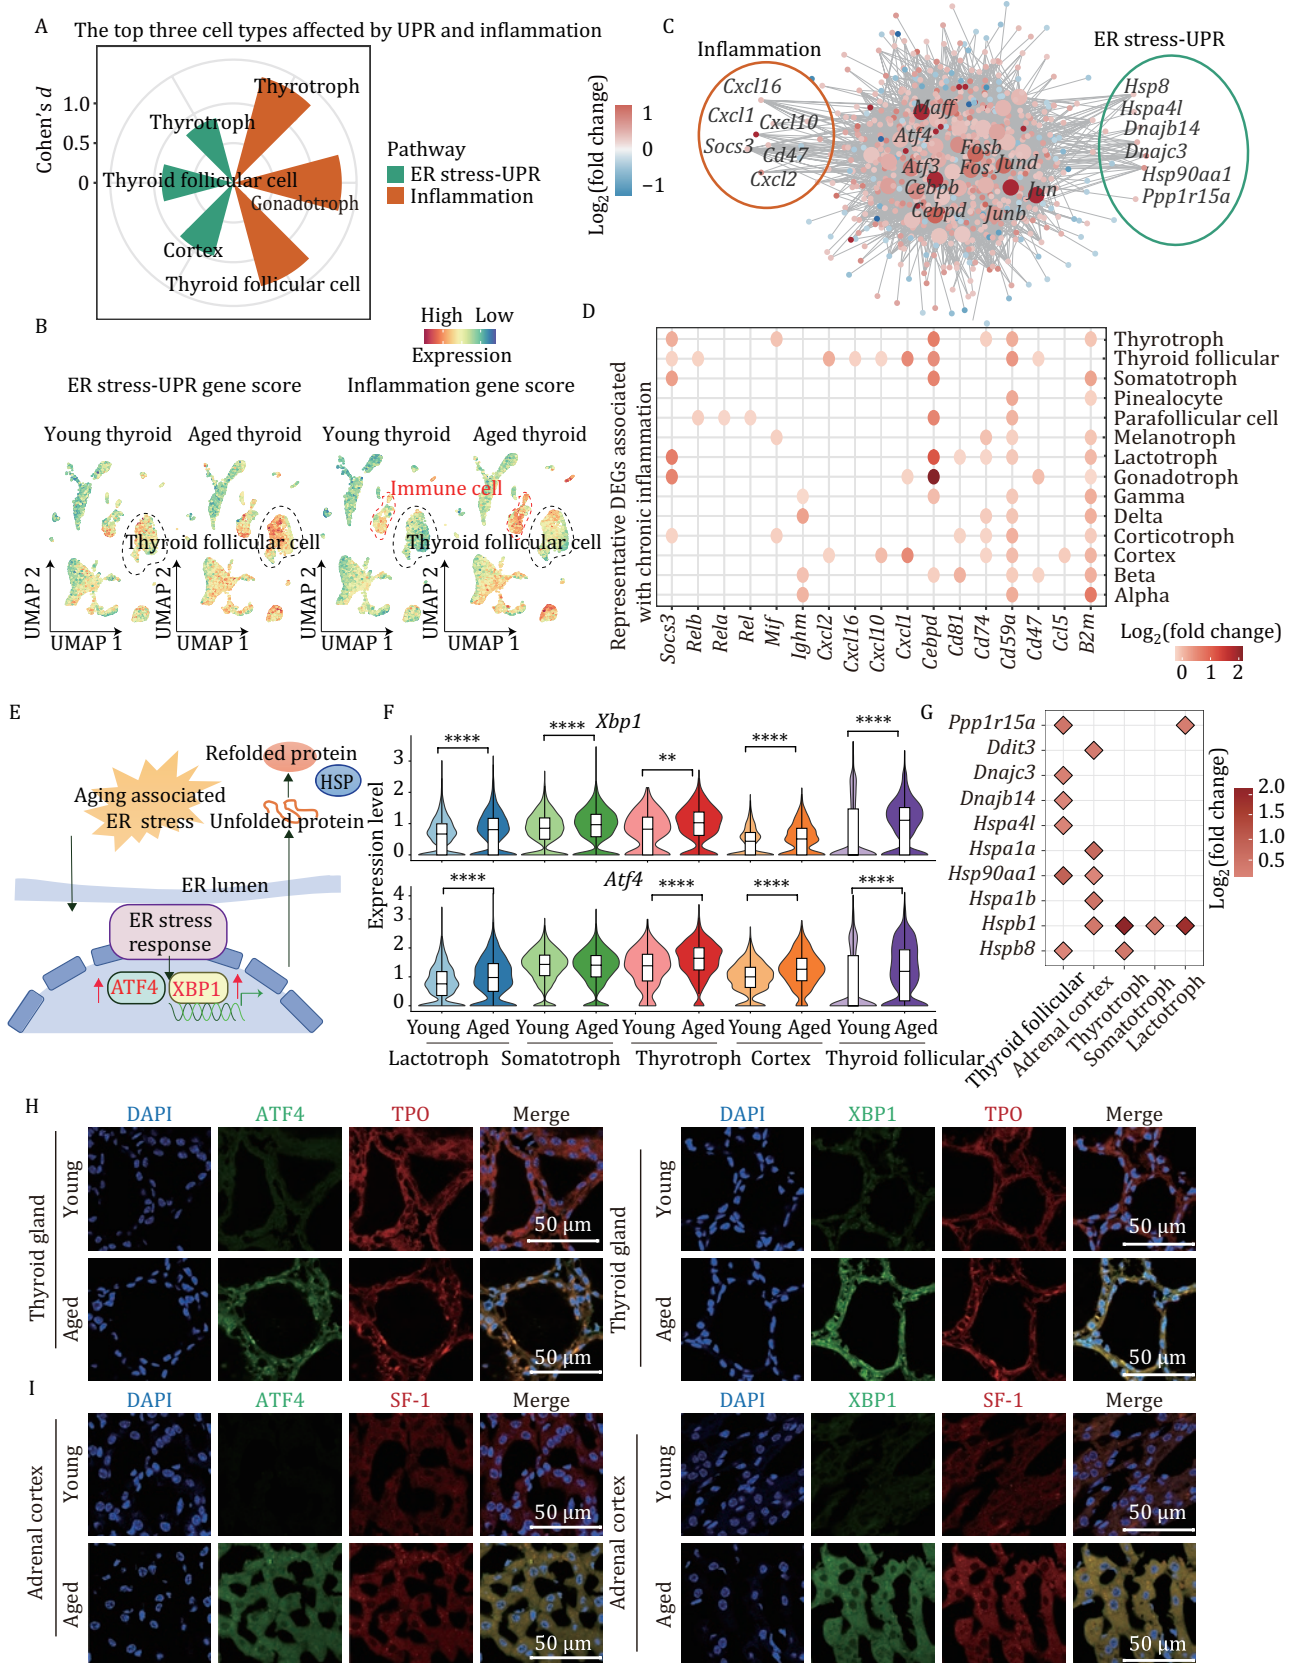 A
The top three cell types affected by UPR and inflammation
Cohen's d
1.0
0.5
0
Thyrotroph
Thyrotroph
Thyroid follicular cell
Gonadotroph
Cortex
Thyroid follicular cell
Pathway
ER stress-UPR
Inflammation
C
Inflammation
ER stress-UPR
Log2(fold change)
1
0
−1
Cxcl16
Cxcl1
Cxcl10
Socs3
Cd47
Cxcl2
Maff
Atf4
Fosb
Atf3
Fos
Jund
Cebpb
Jun
Cebpd
Junb
Hsp8
Hspa4l
Dnajb14
Dnajc3
Hsp90aa1
Ppp1r15a
B
High Low
Expression
ER stress-UPR gene score
Inflammation gene score
Young thyroid
Aged thyroid
Young thyroid
Aged thyroid
Immune cell
Thyroid follicular cell
Thyroid follicular cell
UMAP 2
UMAP 1
UMAP 2
UMAP 1
UMAP 2
UMAP 1
UMAP 2
UMAP 1
D
Representative DEGs associated
with chronic inflammation
Thyrotroph
Thyroid follicular
Somatotroph
Pinealocyte
Parafollicular cell
Melanotroph
Lactotroph
Gonadotroph
Gamma
Delta
Corticotroph
Cortex
Beta
Alpha
Socs3
Relb
Rela
Rel
Mif
Ighm
Cxcl2
Cxcl16
Cxcl10
Cxcl1
Cebpd
Cd81
Cd74
Cd59a
Cd47
Ccl5
B2m
Log2(fold change)
0 1 2
E
Aging associated
ER stress
Refolded protein
HSP
Unfolded protein
ER lumen
ER stress
response
ATF4
XBP1
F
Expression level
Xbp1
**** **** ** **** ****
3
2
1
0
Atf4
**** **** **** ****
4
3
2
1
0
Young Aged Young Aged Young Aged Young Aged Young Aged
Lactotroph Somatotroph Thyrotroph Cortex Thyroid follicular
G
Ppp1r15a
Ddit3
Dnajc3
Dnajb14
Hspa4l
Hspa1a
Hsp90aa1
Hspa1b
Hspb1
Hspb8
Thyroid follicular
Adrenal cortex
Thyrotroph
Somatotroph
Lactotroph
Log2(fold change)
2.0
1.5
1.0
0.5
H
DAPI ATF4 TPO Merge
DAPI XBP1 TPO Merge
Thyroid gland
Young
50 μm
Aged
50 μm
Thyroid gland
Young
50 μm
Aged
50 μm
I
DAPI ATF4 SF-1 Merge
DAPI XBP1 SF-1 Merge
Adrenal cortex
Young
50 μm
Aged
50 μm
Adrenal cortex
Young
50 μm
Aged
50 μm